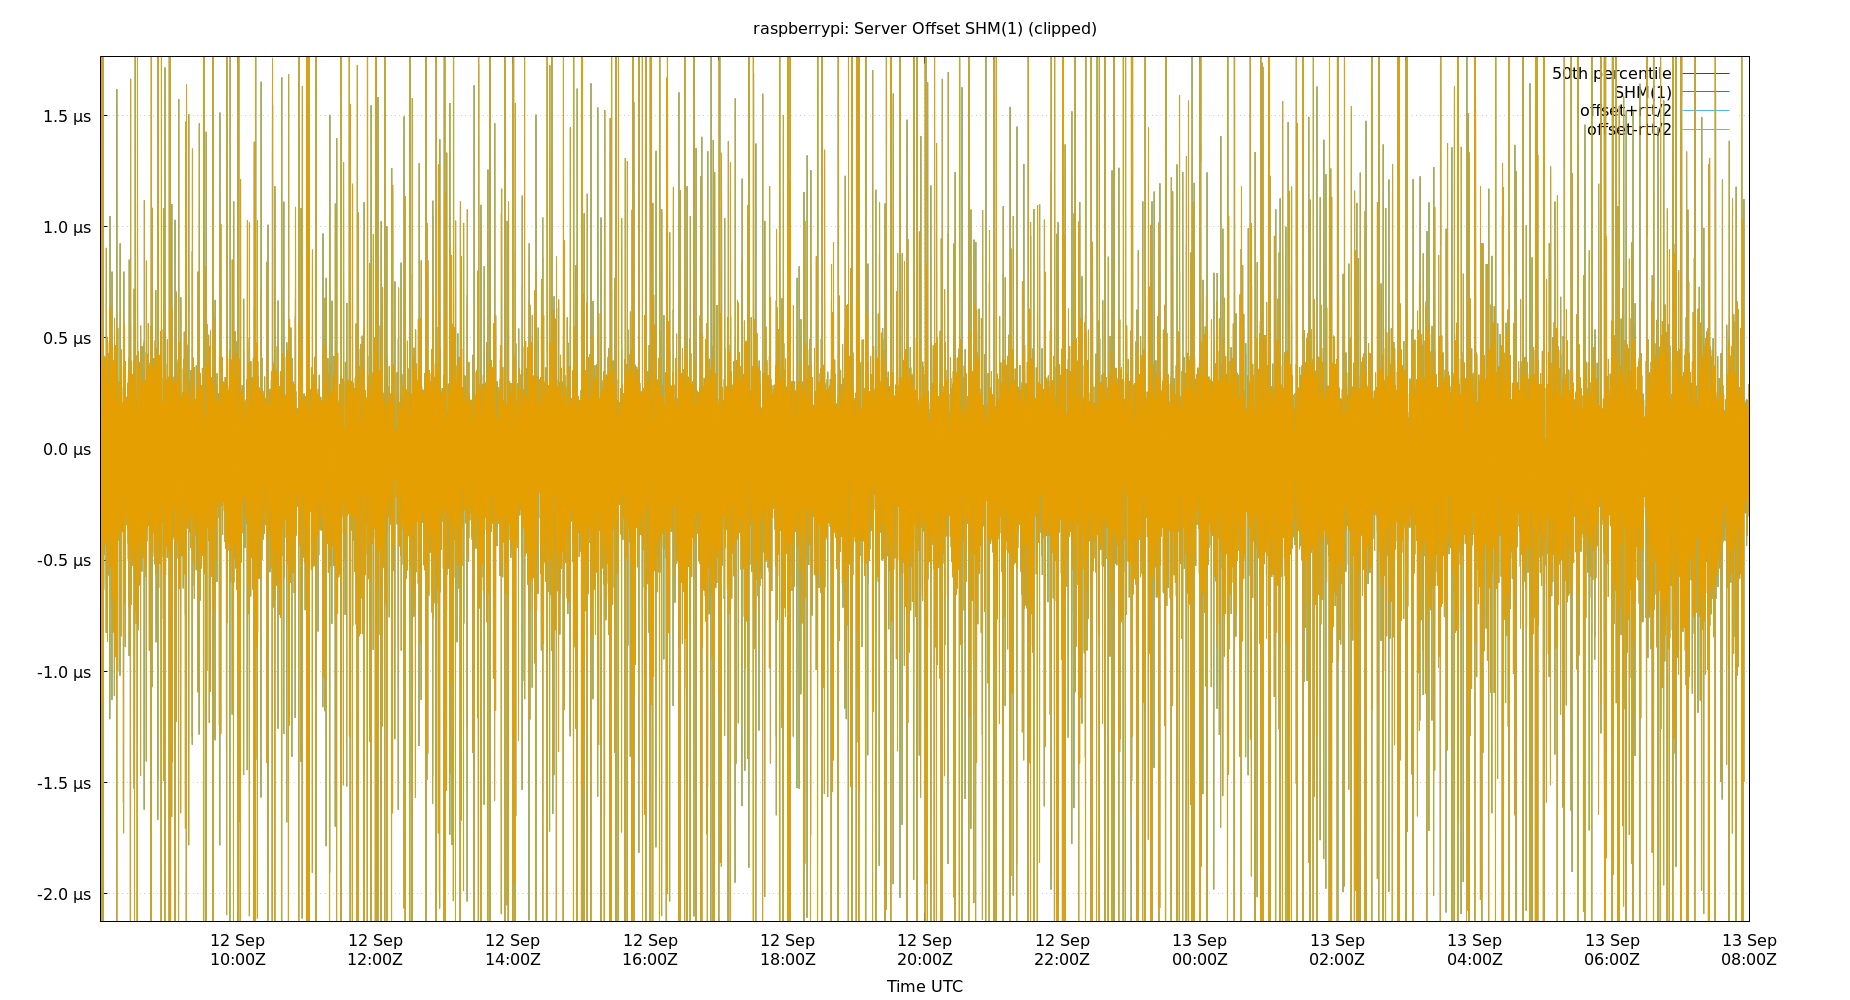 raspberrypi: Server Offset SHM(1) (clipped)
50th percentile
SHM(1)
offset+rtt/2
offset-rtt/2
1.5 µs
1.0 µs
0.5 µs
0.0 µs
-0.5 µs
-1.0 µs
-1.5 µs
-2.0 µs
12 Sep 12 Sep 12 Sep 12 Sep 12 Sep 12 Sep 12 Sep 13 Sep 13 Sep 13 Sep 13 Sep 13 Sep
10:00Z 12:00Z 14:00Z 16:00Z 18:00Z 20:00Z 22:00Z 00:00Z 02:00Z 04:00Z 06:00Z 08:00Z
Time UTC